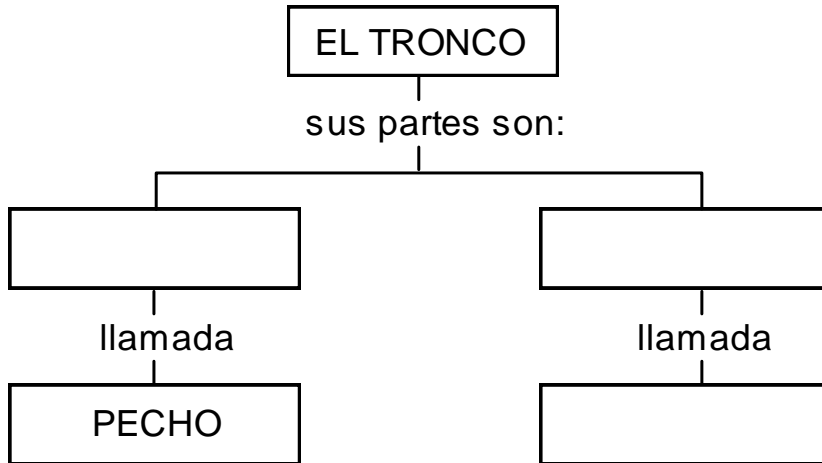 EL TRONCO
sus partes son:
llamada
llamada
PECHO